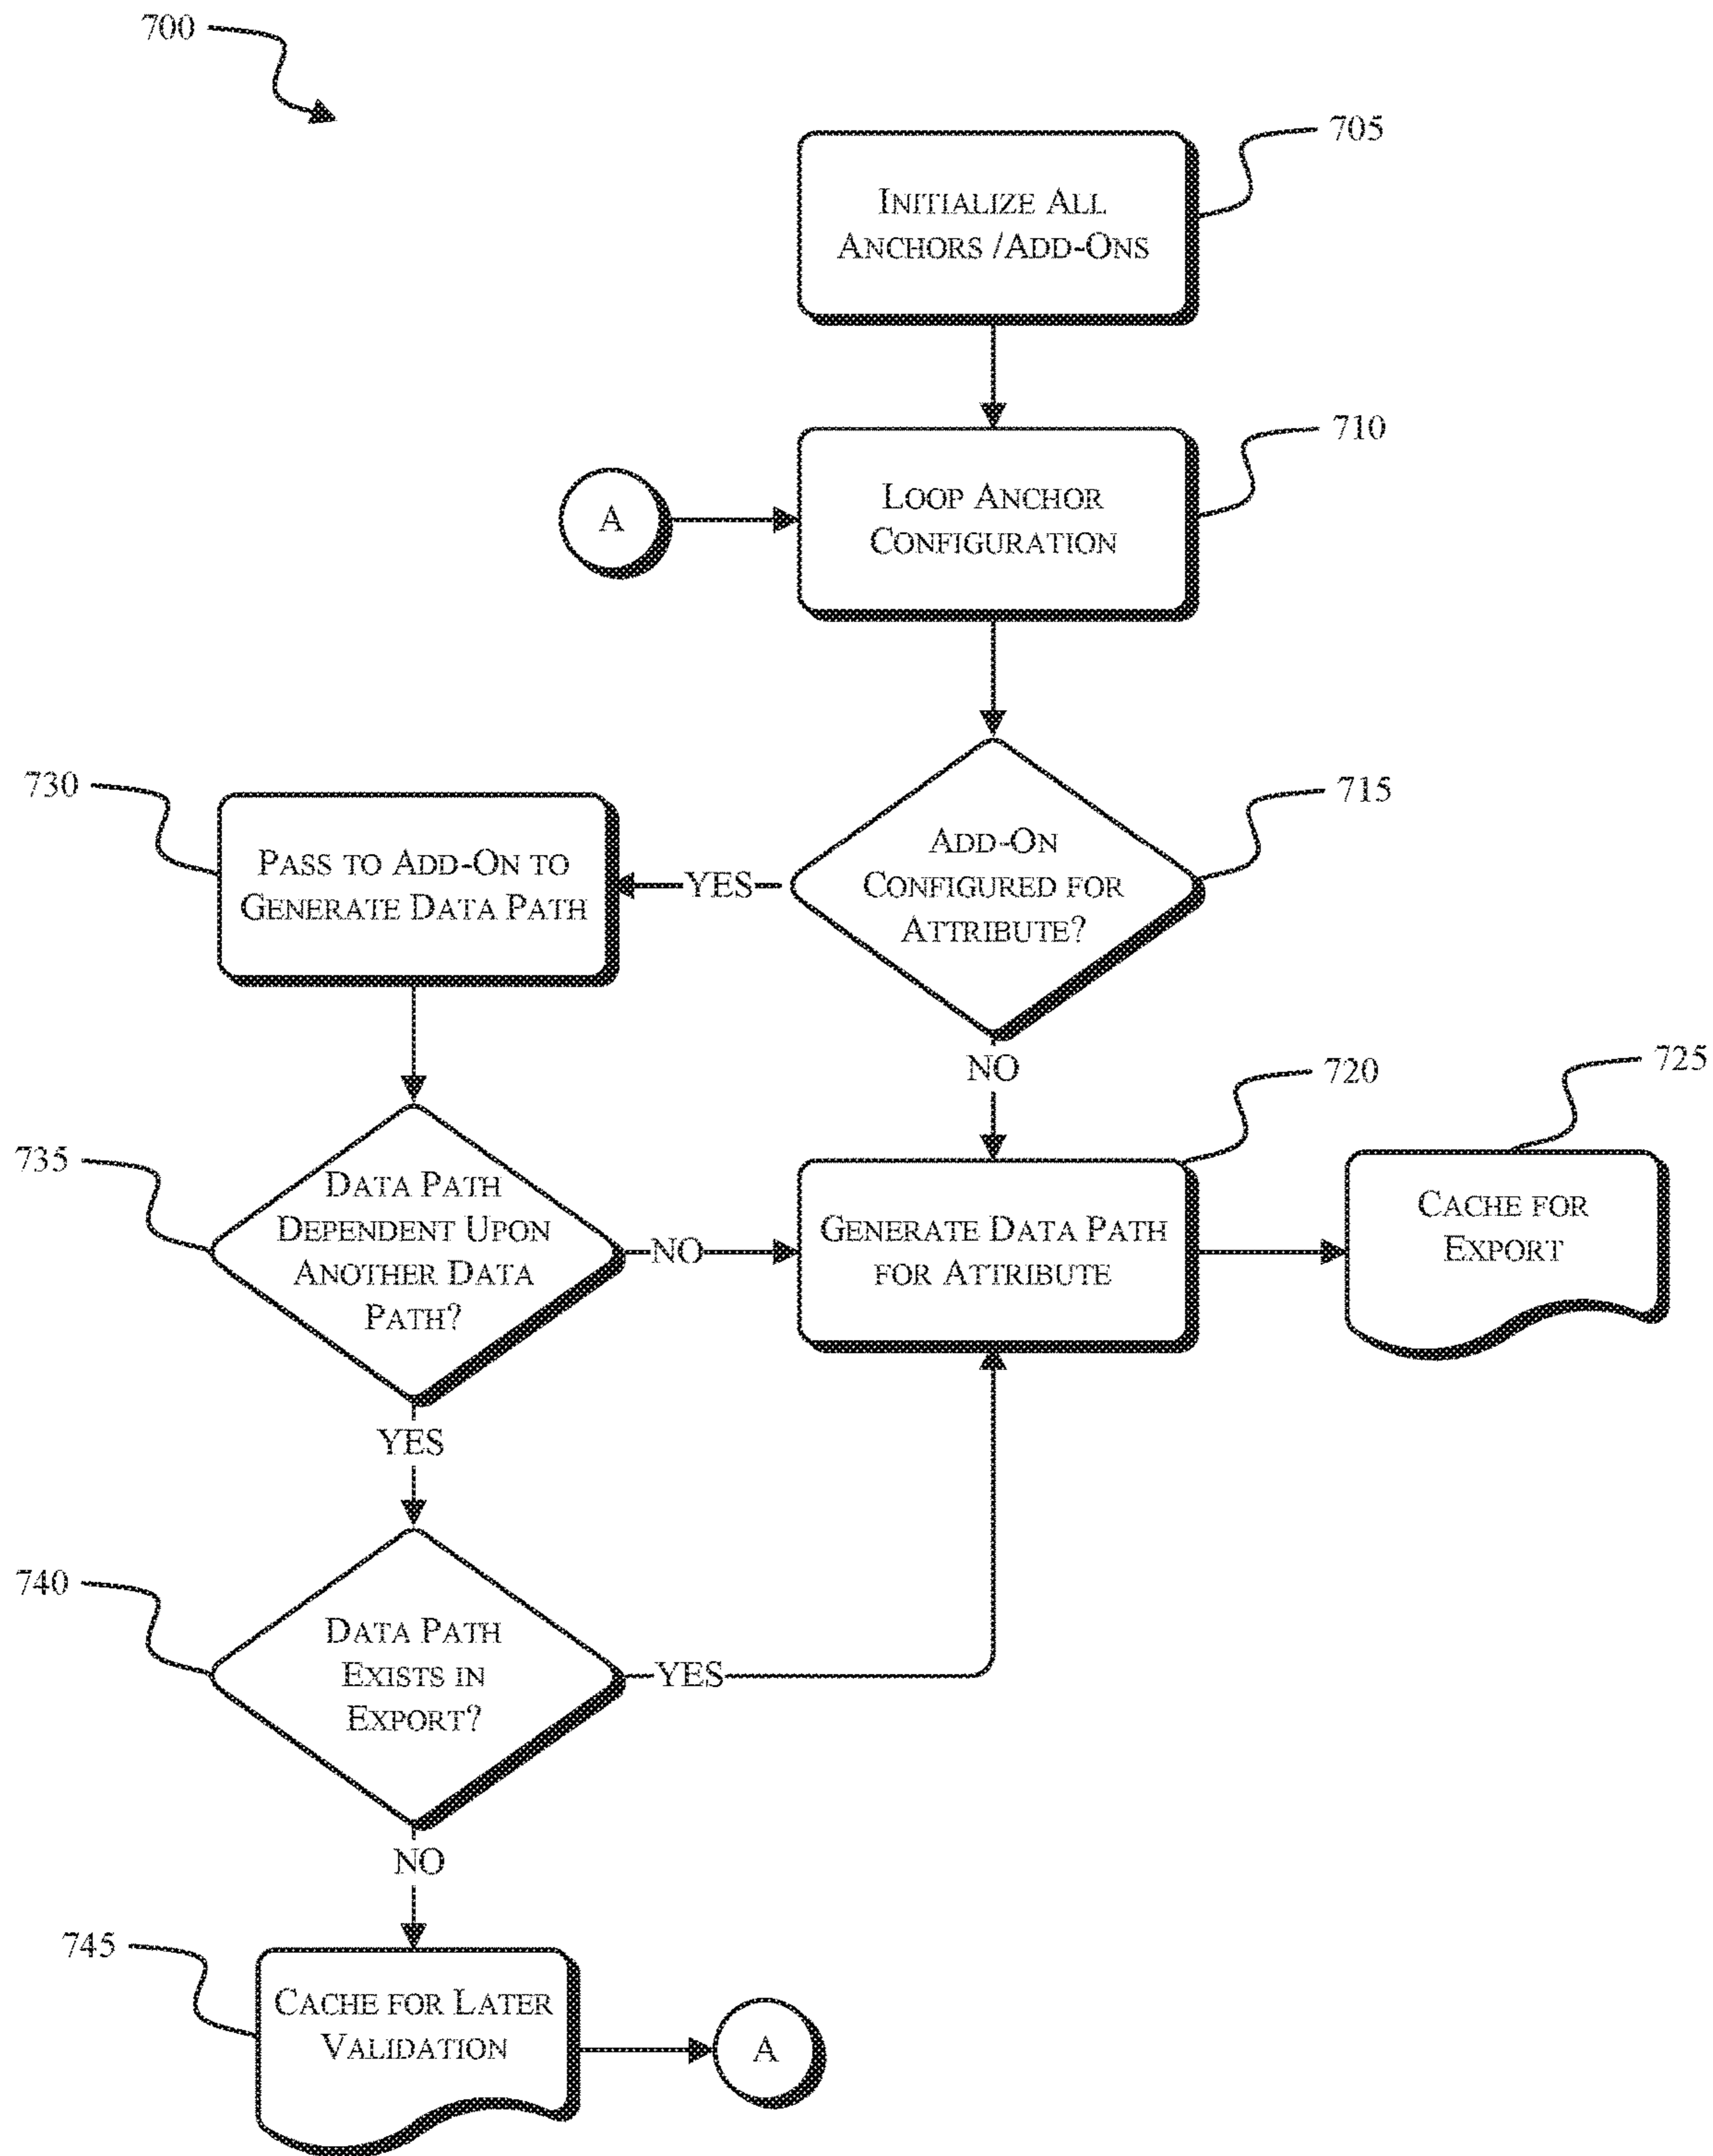 700
705
INITIALIZE ALL
ANCHORS /ADD-ONS
710
A
LOOP ANCHOR
CONFIGURATION
715
ADD-ON
CONFIGURED FOR
ATTRIBUTE?
730
PASS TO ADD-ON TO
GENERATE DATA PATH
YES
NO
720
725
735
DATA PATH
DEPENDENT UPON
ANOTHER DATA
PATH?
NO
GENERATE DATA PATH
FOR ATTRIBUTE
CACHE FOR
EXPORT
YES
740
DATA PATH
EXISTS IN
EXPORT?
YES
NO
745
CACHE FOR LATER
VALIDATION
A